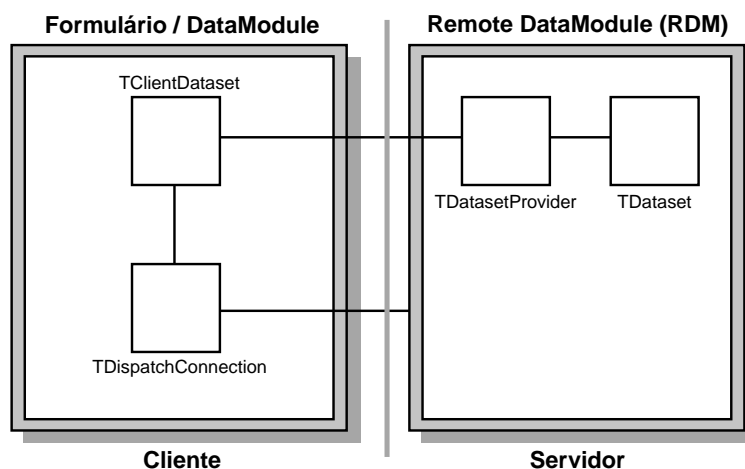 Formulário / DataModule
Remote DataModule (RDM)
TClientDataset
TDatasetProvider
TDataset
TDispatchConnection
Cliente
Servidor